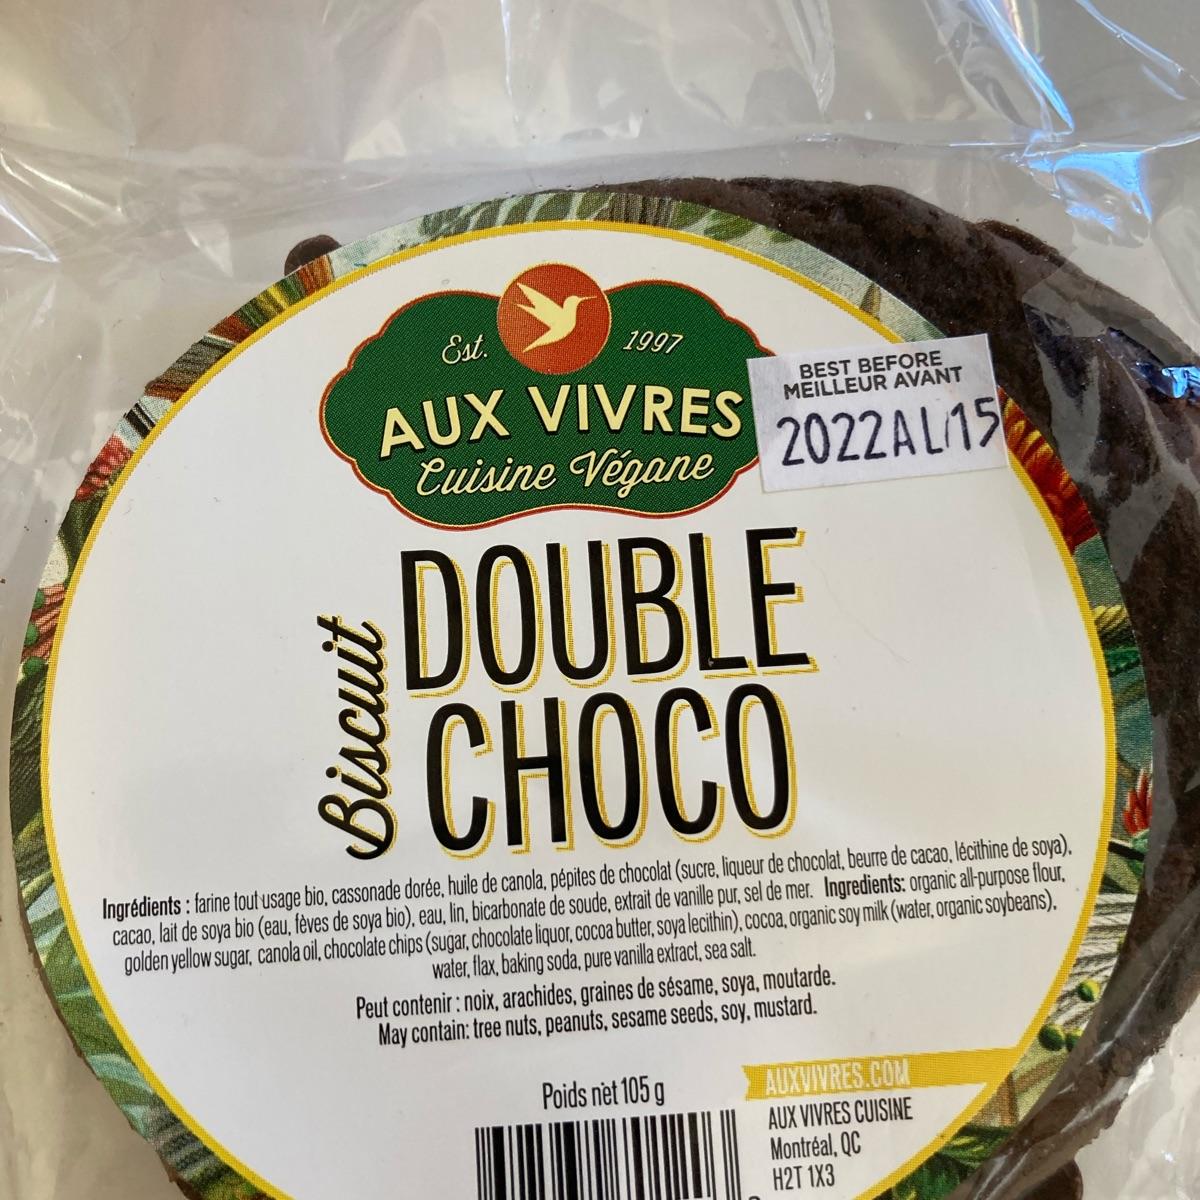 Est. 1997
AUX VIVRES
Cuisine Végane
BEST BEFORE
MEILLEUR AVANT
2022AL15
Biscuit
DOUBLE
CHOCO
Ingrédients : farine tout usage bio, cassonade dorée, huile de canola, pépites de chocolat (sucre, liqueur de chocolat, beurre de cacao, lécithine de soya),
cacao, lait de soya bio (eau, fèves de soya bio), eau, lin, bicarbonate de soude, extrait de vanille pur, sel de mer. Ingredients: organic all-purpose flour,
golden yellow sugar, canola oil, chocolate chips (sugar, chocolate liquor, cocoa butter, soya lecithin), cocoa, organic soy milk (water, organic soybeans),
water, flax, baking soda, pure vanilla extract, sea salt.
Peut contenir : noix, arachides, graines de sésame, soya, moutarde.
May contain: tree nuts, peanuts, sesame seeds, soy, mustard.
Poids net 105 g
AUXVIVRES.COM
AUX VIVRES CUISINE
Montréal, QC
H2T 1X3